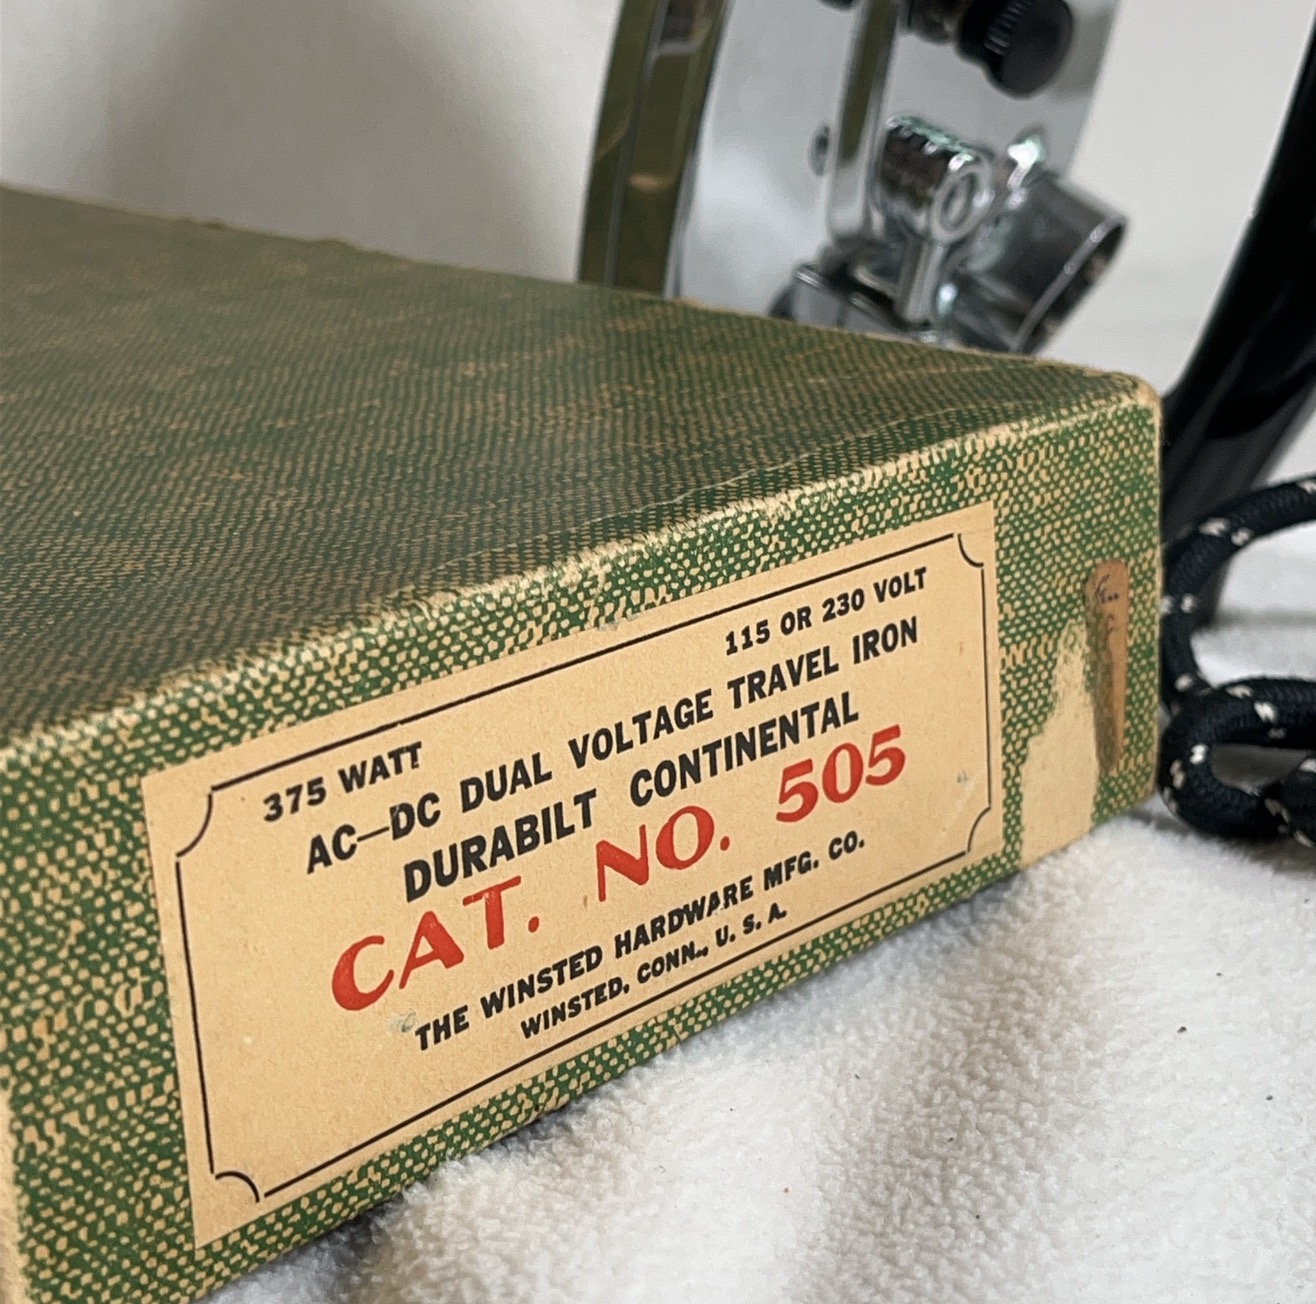 375 WATT 115 OR 230 VOLT
AC—DC DUAL VOLTAGE TRAVEL IRON
DURABILT CONTINENTAL
CAT. NO. 505
THE WINSTED HARDWARE MFG. CO.
WINSTED, CONN., U. S. A.